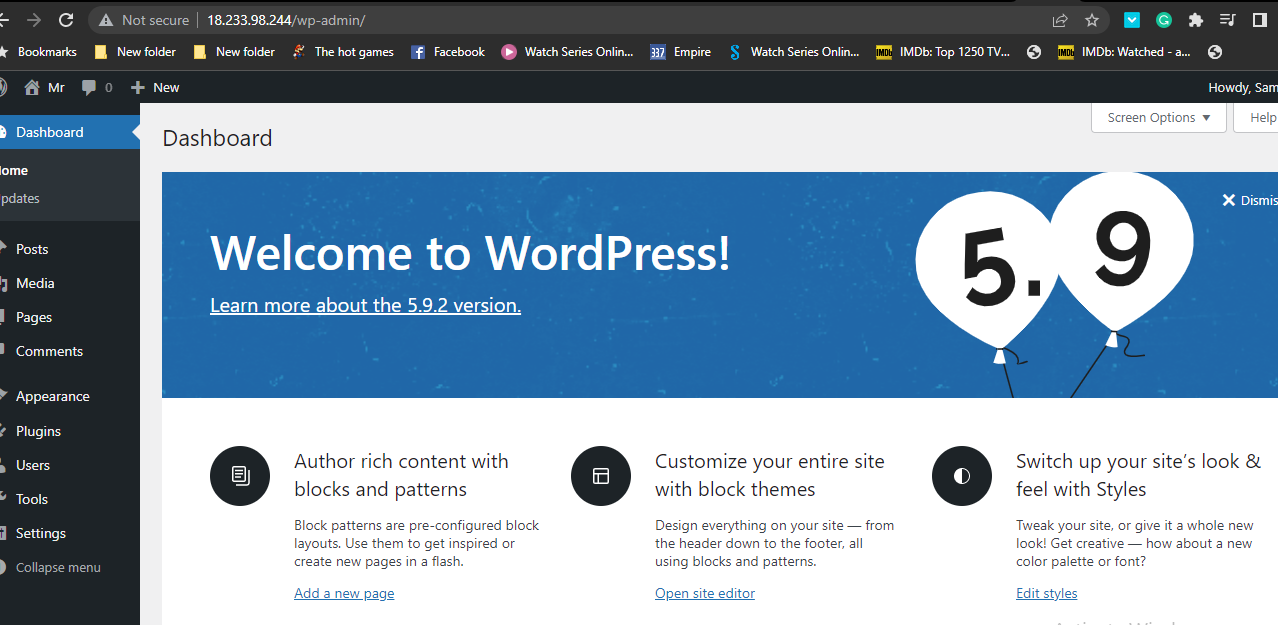 Not secure 18.233.98.244/wp-admin/
Bookmarks New folder New folder The hot games Facebook Watch Series Onlin... 337 Empire Watch Series Onlin... IMDb IMDb: Top 1250 TV... IMDb IMDb: Watched - a...
Mr 0 New Howdy, Sam
Dashboard
ome
pdates
Posts
Media
Pages
Comments
Appearance
Plugins
Users
Tools
Settings
Collapse menu
Screen Options ▼ Help
Dashboard
Dismis
Welcome to WordPress!
Learn more about the 5.9.2 version.
5.9
Author rich content with
blocks and patterns
Block patterns are pre-configured block
layouts. Use them to get inspired or
create new pages in a flash.
Add a new page
Customize your entire site
with block themes
Design everything on your site — from
the header down to the footer, all
using blocks and patterns.
Open site editor
Switch up your site’s look &
feel with Styles
Tweak your site, or give it a whole new
look! Get creative — how about a new
color palette or font?
Edit styles